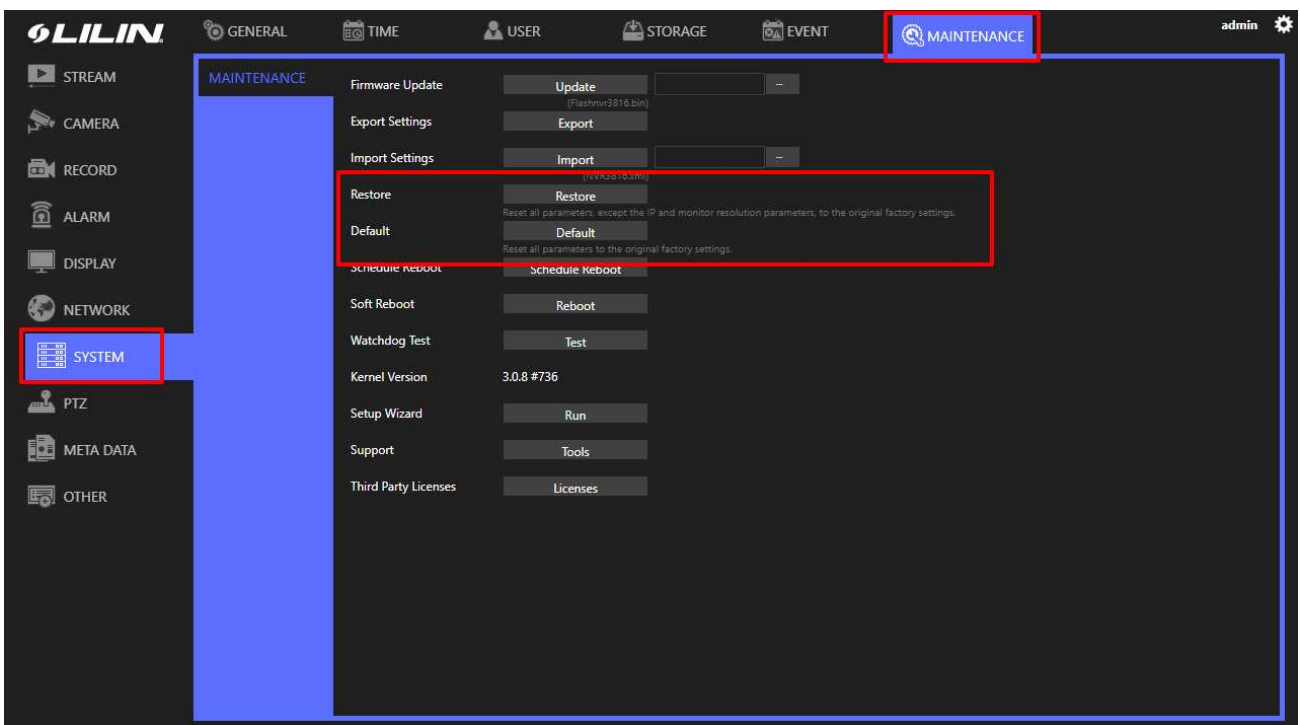 LILIN
GENERAL
TIME
USER
STORAGE
EVENT
MAINTENANCE
admin
STREAM
CAMERA
RECORD
ALARM
DISPLAY
NETWORK
SYSTEM
PTZ
META DATA
OTHER
MAINTENANCE
Firmware Update Update ...
(Flashnvr3816.bin)
Export Settings Export
Import Settings Import ...
(NVR3816.xml)
Restore Restore
Reset all parameters, except the IP and monitor resolution parameters, to the original factory settings.
Default Default
Reset all parameters to the original factory settings.
Schedule Reboot Schedule Reboot
Soft Reboot Reboot
Watchdog Test Test
Kernel Version 3.0.8 #736
Setup Wizard Run
Support Tools
Third Party Licenses Licenses